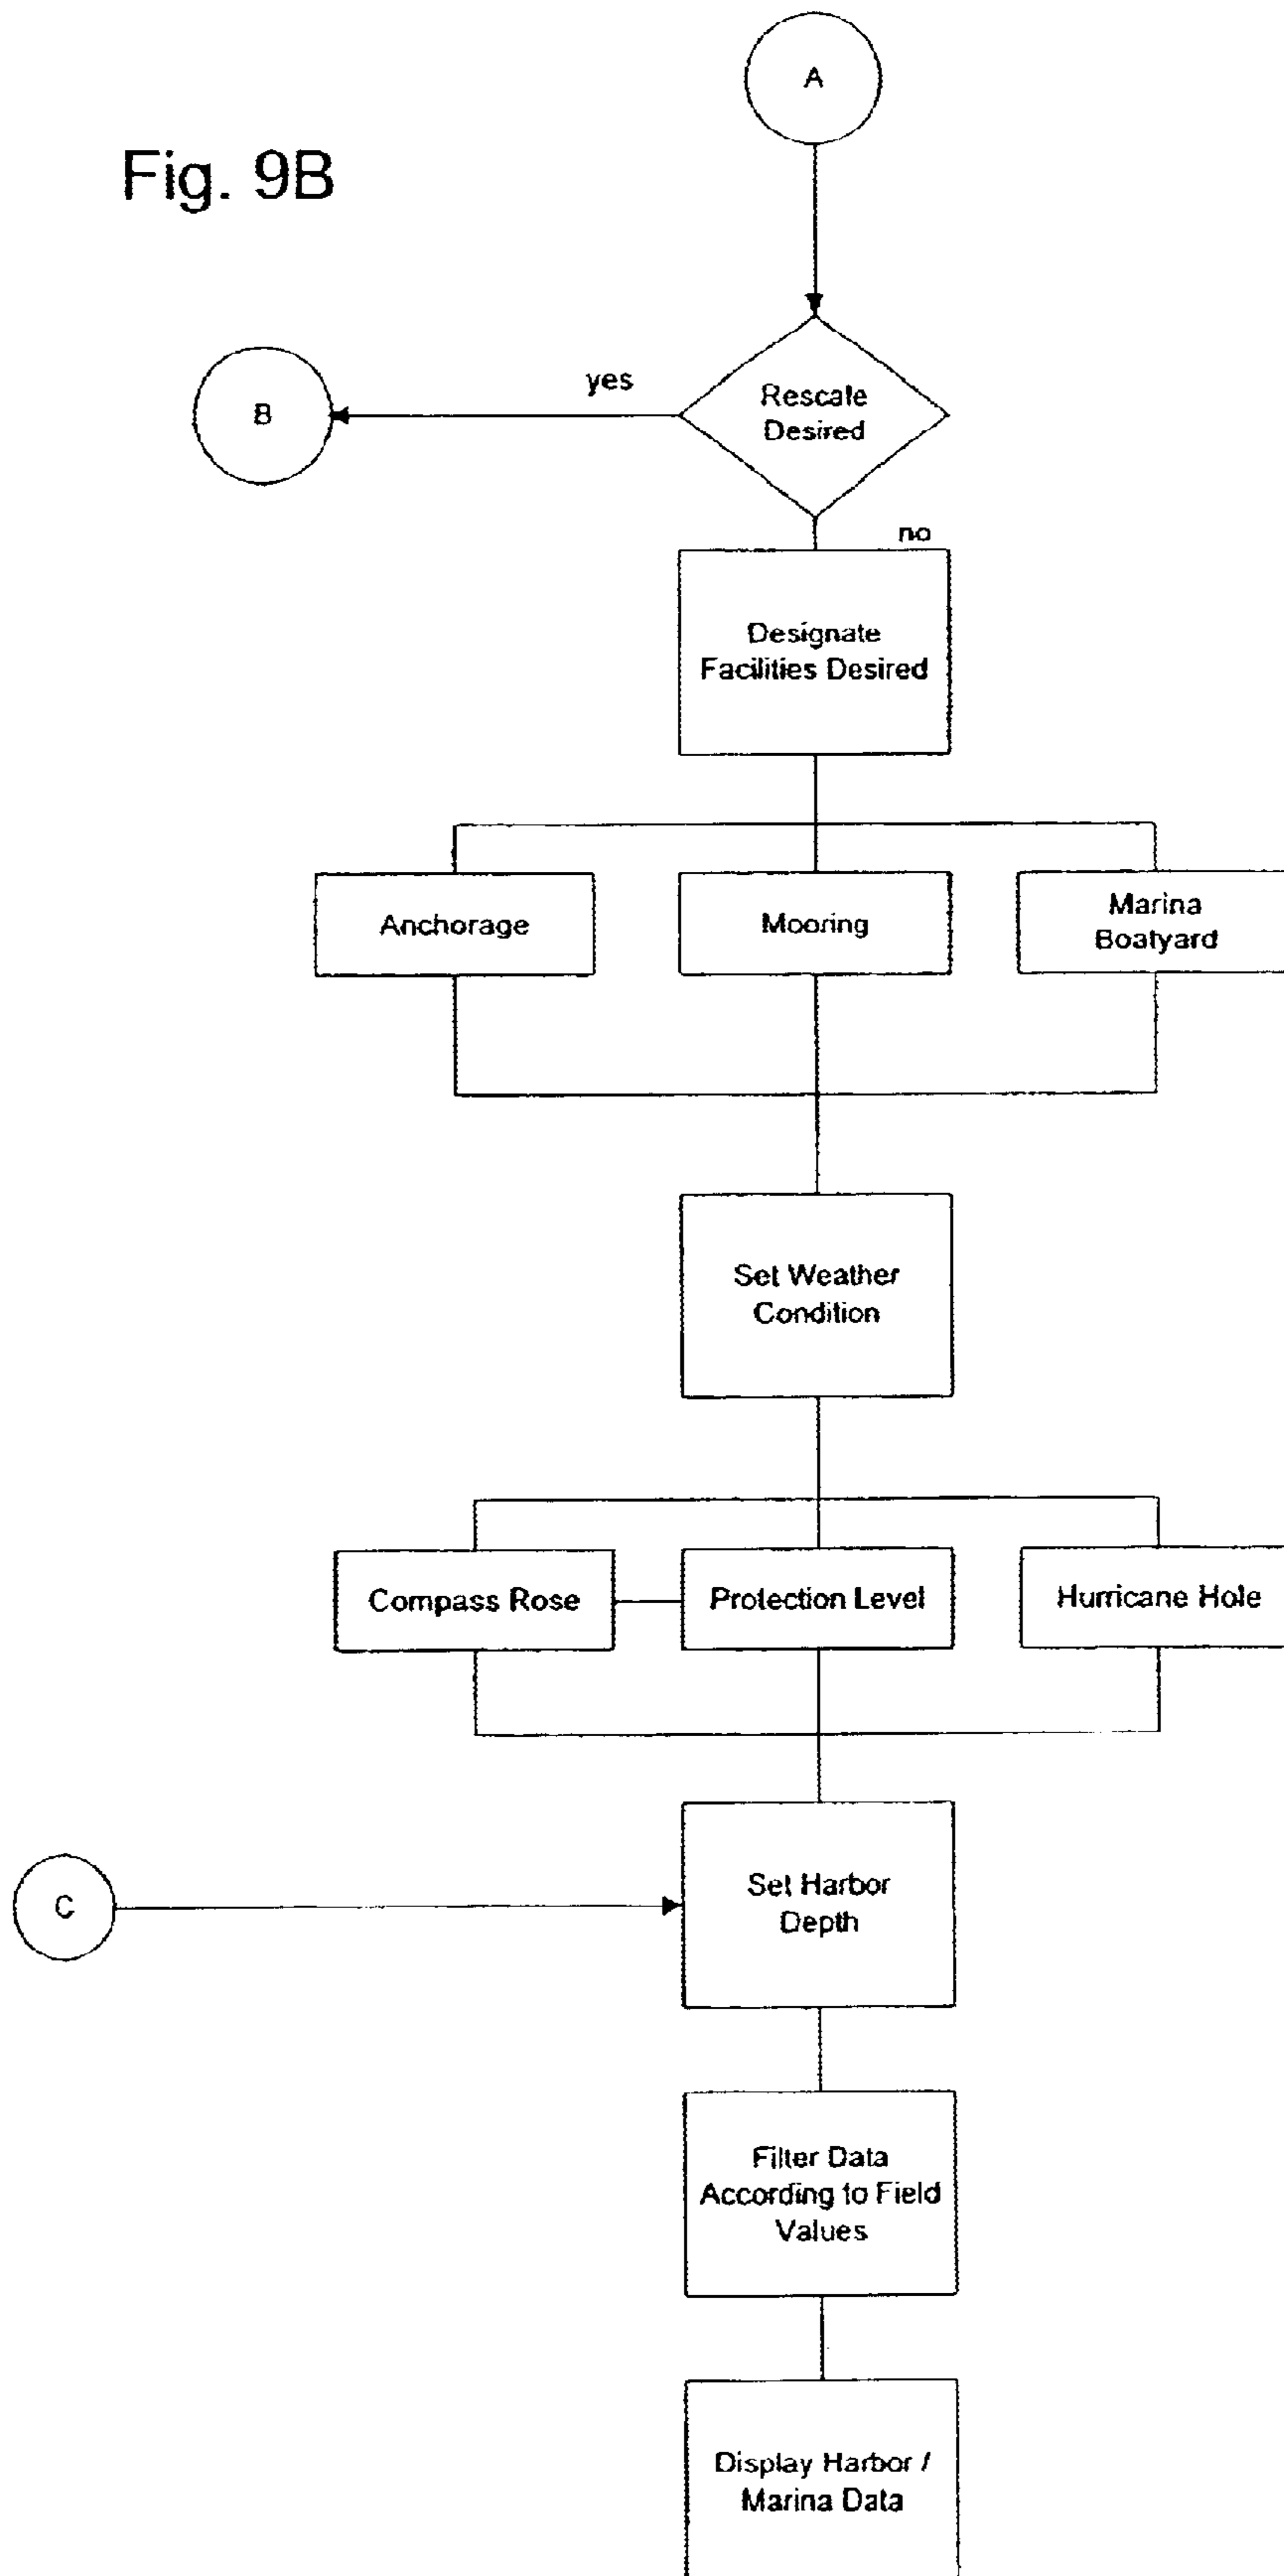 A
Fig. 9B
Rescale
Desired
yes
B
no
Designate
Facilities Desired
Anchorage
Mooring
Marina
Boatyard
Set Weather
Condition
Compass Rose
Protection Level
Hurricane Hole
C
Set Harbor
Depth
Filter Data
According to Field
Values
Display Harbor /
Marina Data